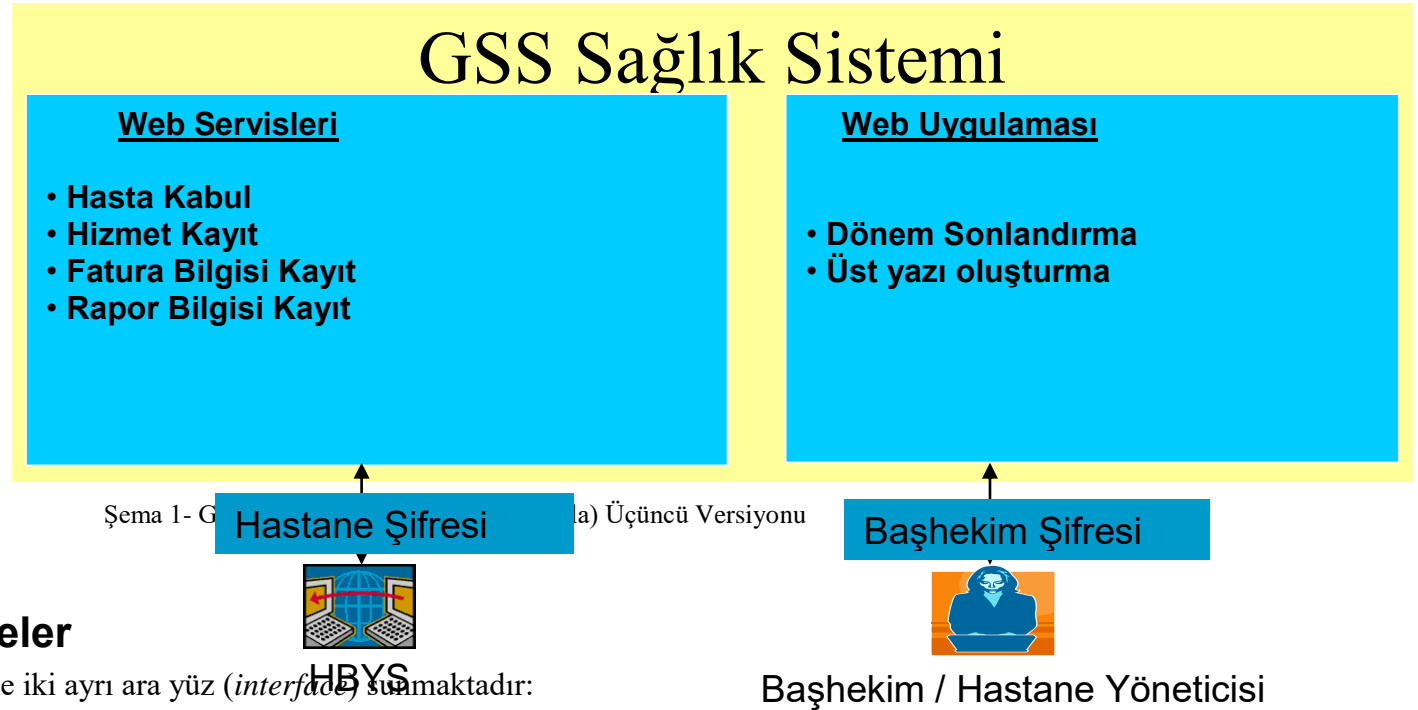 GSS Sağlık Sistemi
Web Servisleri
• Hasta Kabul
• Hizmet Kayıt
• Fatura Bilgisi Kayıt
• Rapor Bilgisi Kayıt
Web Uygulaması
• Dönem Sonlandırma
• Üst yazı oluşturma
Şema 1- G la) Üçüncü Versiyonu
Hastane Şifresi
Başhekim Şifresi
eler
HBYS
e iki ayrı ara yüz (interface) sunmaktadır:
Başhekim / Hastane Yöneticisi